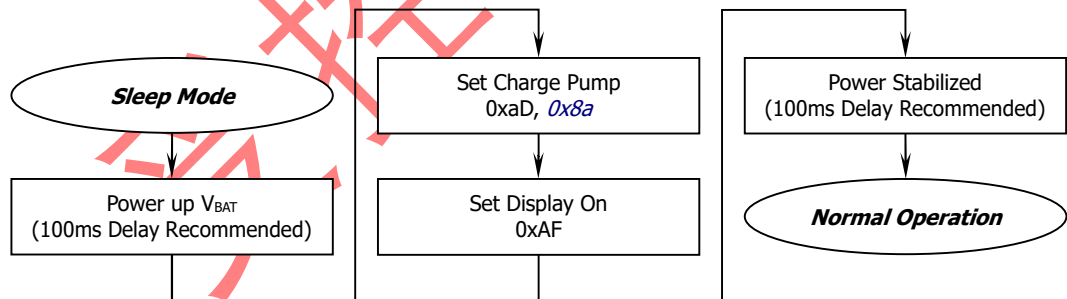 Sleep Mode
Power up VBAT
(100ms Delay Recommended)
Set Charge Pump
0xaD, 0x8a
Set Display On
0xAF
Power Stabilized
(100ms Delay Recommended)
Normal Operation